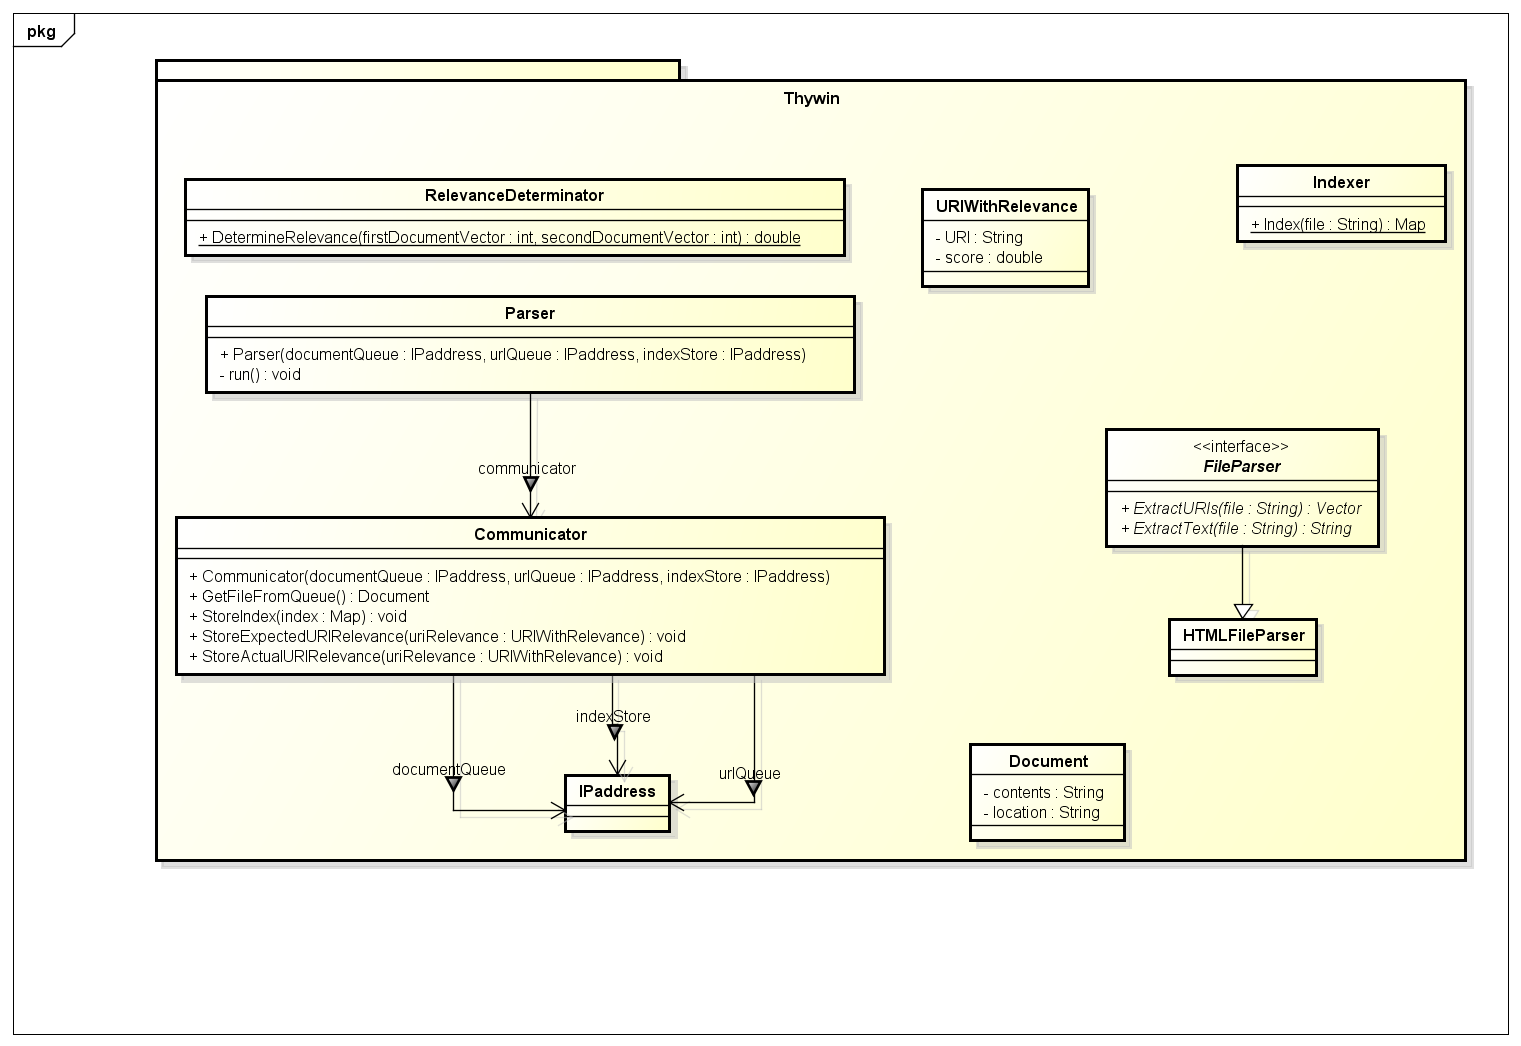 pkg
Thywin
RelevanceDeterminator
+ DetermineRelevance(firstDocumentVector : int, secondDocumentVector : int) : double
URIWithRelevance
- URI : String
- score : double
Indexer
+ Index(file : String) : Map
Parser
+ Parser(documentQueue : IPaddress, urlQueue : IPaddress, indexStore : IPaddress)
- run() : void
communicator
<<interface>>
FileParser
+ ExtractURIs(file : String) : Vector
+ ExtractText(file : String) : String
Communicator
+ Communicator(documentQueue : IPaddress, urlQueue : IPaddress, indexStore : IPaddress)
+ GetFileFromQueue() : Document
+ StoreIndex(index : Map) : void
+ StoreExpectedURIRelevance(uriRelevance : URIWithRelevance) : void
+ StoreActualURIRelevance(uriRelevance : URIWithRelevance) : void
HTMLFileParser
indexStore
documentQueue
urlQueue
IPaddress
Document
- contents : String
- location : String